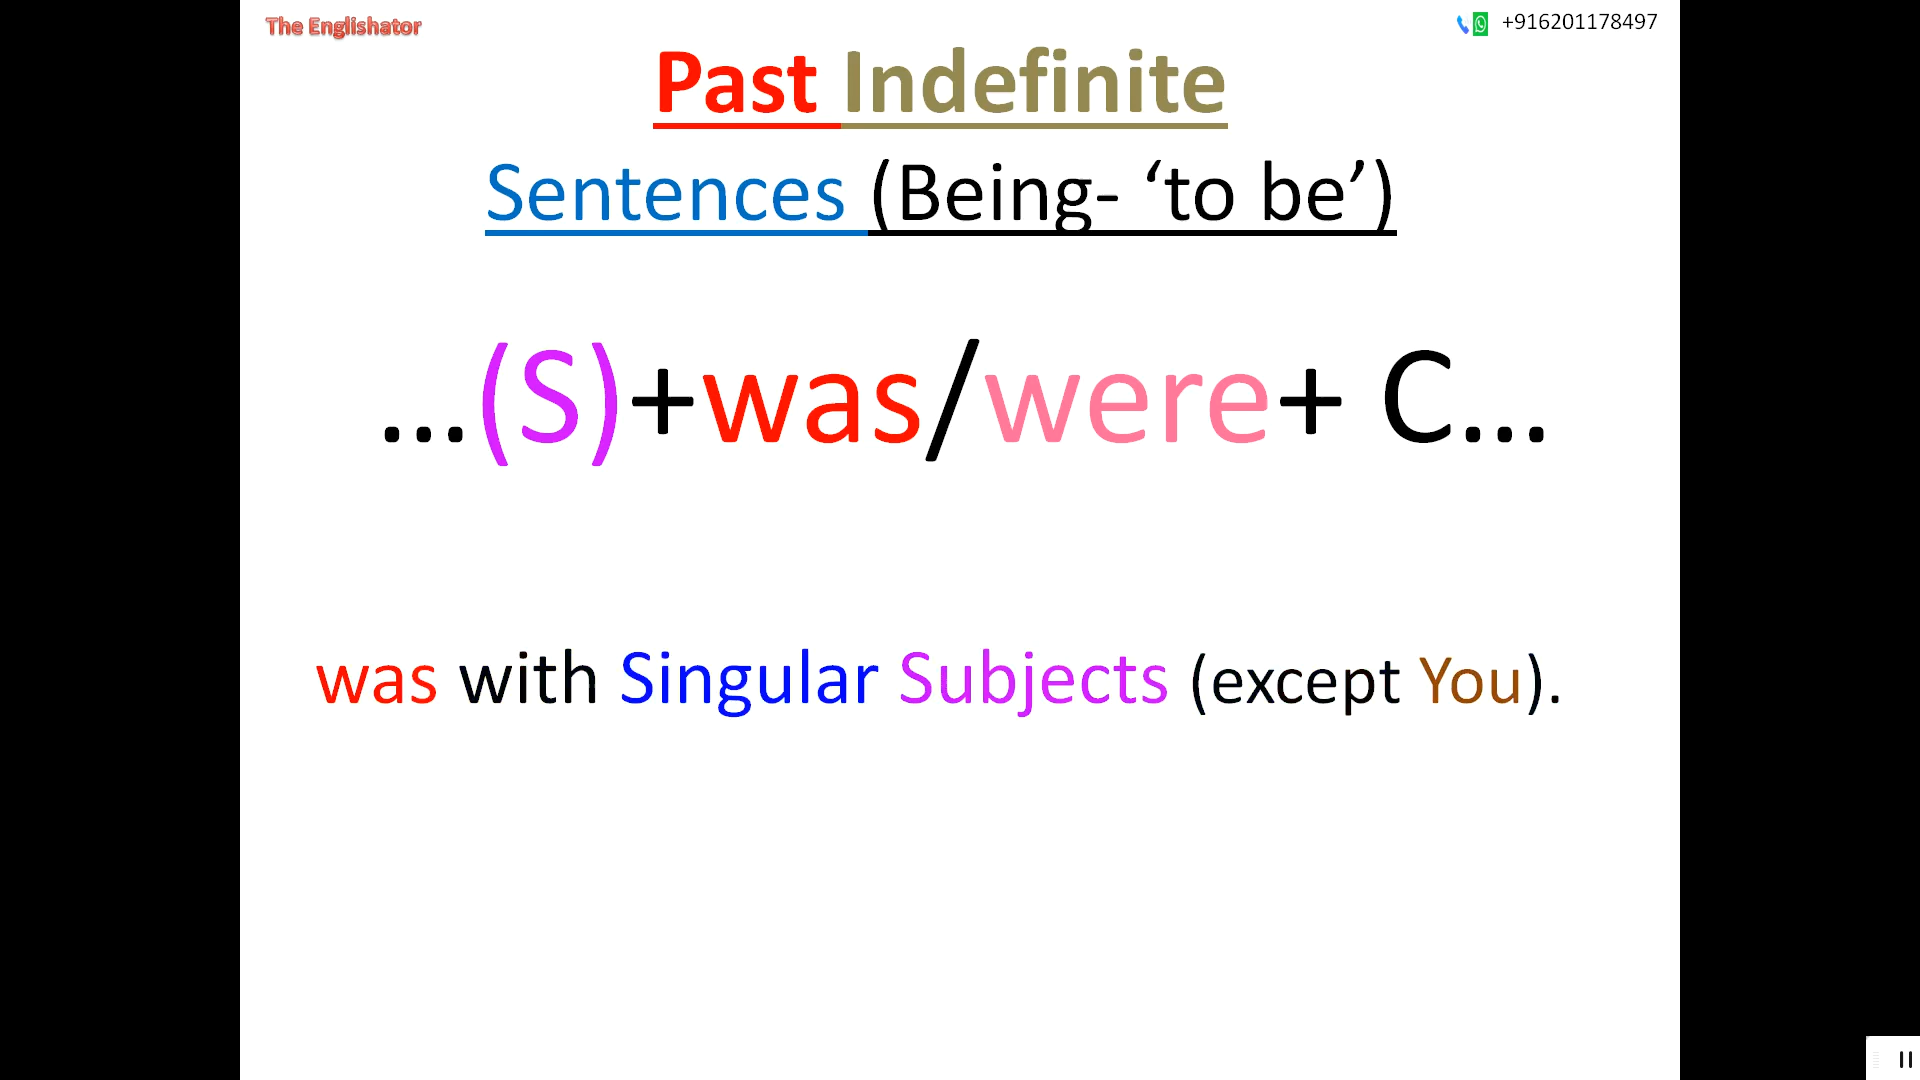 The Englishator
+916201178497
Past Indefinite
Sentences (Being- ‘to be’)
...(S)+was/were+ C...
was with Singular Subjects (except You).